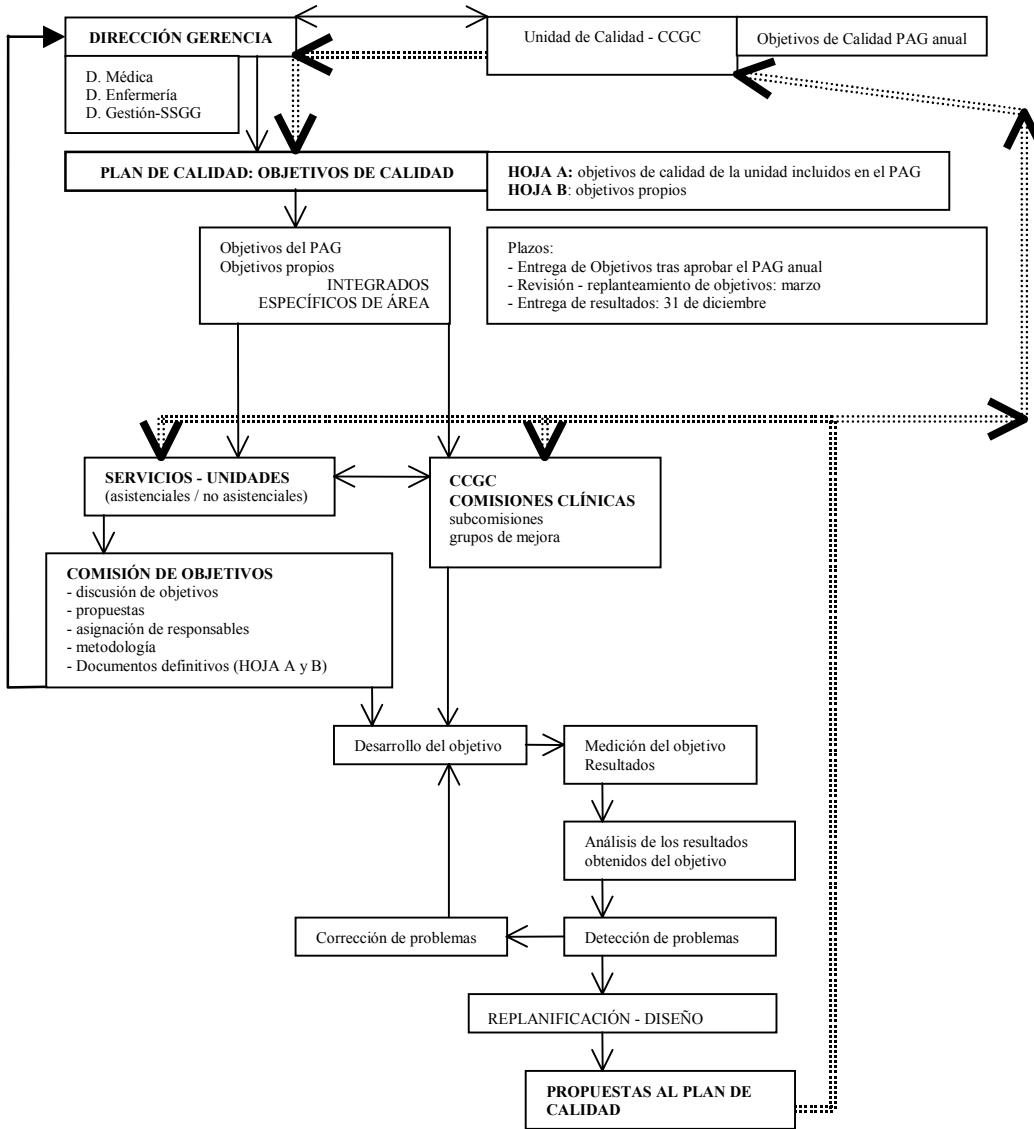 DIRECCIÓN GERENCIA
Unidad de Calidad - CCGC
Objetivos de Calidad PAG anual
D. Médica
D. Enfermería
D. Gestión-SSGG
PLAN DE CALIDAD: OBJETIVOS DE CALIDAD
HOJA A: objetivos de calidad de la unidad incluidos en el PAG
HOJA B: objetivos propios
Objetivos del PAG
Objetivos propios
INTEGRADOS
ESPECÍFICOS DE ÁREA
Plazos:
- Entrega de Objetivos tras aprobar el PAG anual
- Revisión - replanteamiento de objetivos: marzo
- Entrega de resultados: 31 de diciembre
SERVICIOS - UNIDADES
(asistenciales / no asistenciales)
CCGC
COMISIONES CLÍNICAS
subcomisiones
grupos de mejora
COMISIÓN DE OBJETIVOS
- discusión de objetivos
- propuestas
- asignación de responsables
- metodología
- Documentos definitivos (HOJA A y B)
Desarrollo del objetivo
Medición del objetivo
Resultados
Análisis de los resultados
obtenidos del objetivo
Corrección de problemas
Detección de problemas
REPLANIFICACIÓN - DISEÑO
PROPUESTAS AL PLAN DE
CALIDAD